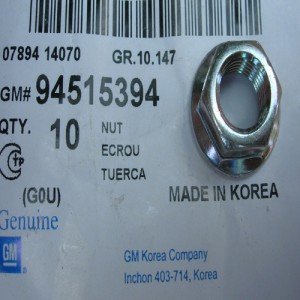 07894 14070 GR.10.147
GM# 94515394
QTY. 10 NUT
ECROU
TUERCA
(G0U) MADE IN KOREA
Genuine
GM
GM Korea Company
Inchon 403-714, Korea